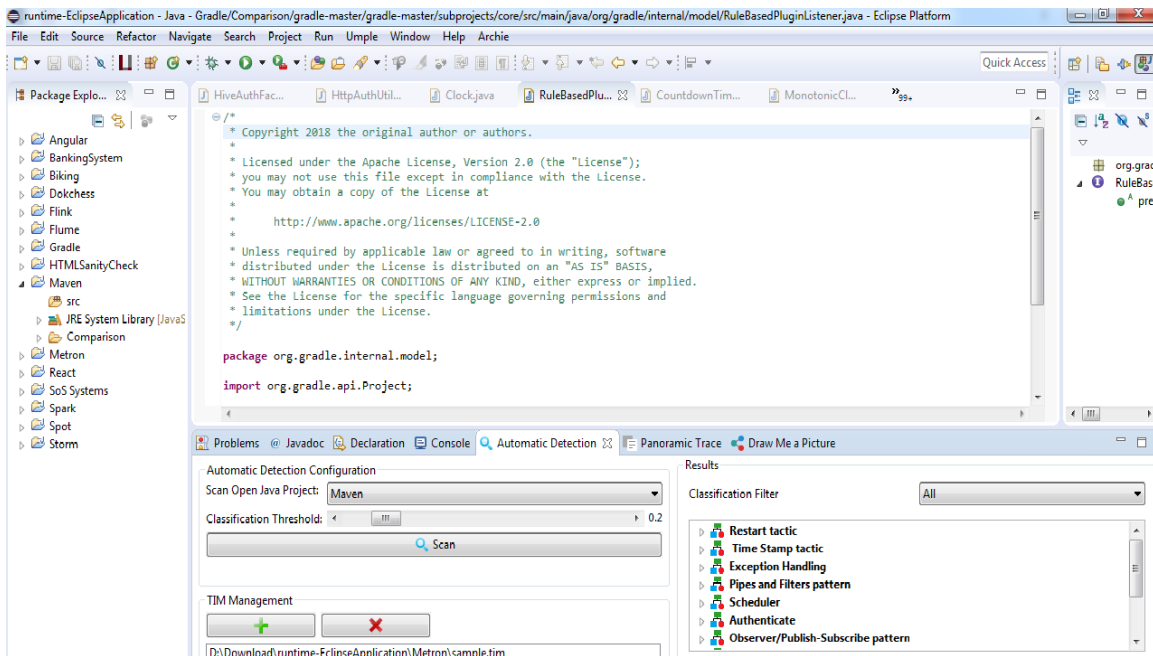 runtime-EclipseApplication - Java - Gradle/Comparison/gradle-master/gradle-master/subprojects/core/src/main/java/org/gradle/internal/model/RuleBasedPluginListener.java - Eclipse Platform
File Edit Source Refactor Navigate Search Project Run Umple Window Help Archie
Quick Access
Package Explo...
HiveAuthFac... HttpAuthUtil... Clock.java RuleBasedPlu... CountdownTim... MonotonicCl... »99+
Angular
BankingSystem
Biking
Dokchess
Flink
Flume
Gradle
HTMLSanityCheck
Maven
src
JRE System Library [JavaS
Comparison
Metron
React
SoS Systems
Spark
Spot
Storm
/*
* Copyright 2018 the original author or authors.
*
* Licensed under the Apache License, Version 2.0 (the "License");
* you may not use this file except in compliance with the License.
* You may obtain a copy of the License at
*
* http://www.apache.org/licenses/LICENSE-2.0
*
* Unless required by applicable law or agreed to in writing, software
* distributed under the License is distributed on an "AS IS" BASIS,
* WITHOUT WARRANTIES OR CONDITIONS OF ANY KIND, either express or implied.
* See the License for the specific language governing permissions and
* limitations under the License.
*/
package org.gradle.internal.model;
import org.gradle.api.Project;
org.grad
RuleBas
A pre
Problems @ Javadoc Declaration Console Automatic Detection Panoramic Trace Draw Me a Picture
Automatic Detection Configuration
Scan Open Java Project: Maven
Classification Threshold: 0.2
Scan
TIM Management
D:\Download\runtime-EclipseApplication\Metron\sample.tim
Results
Classification Filter All
Restart tactic
Time Stamp tactic
Exception Handling
Pipes and Filters pattern
Scheduler
Authenticate
Observer/Publish-Subscribe pattern